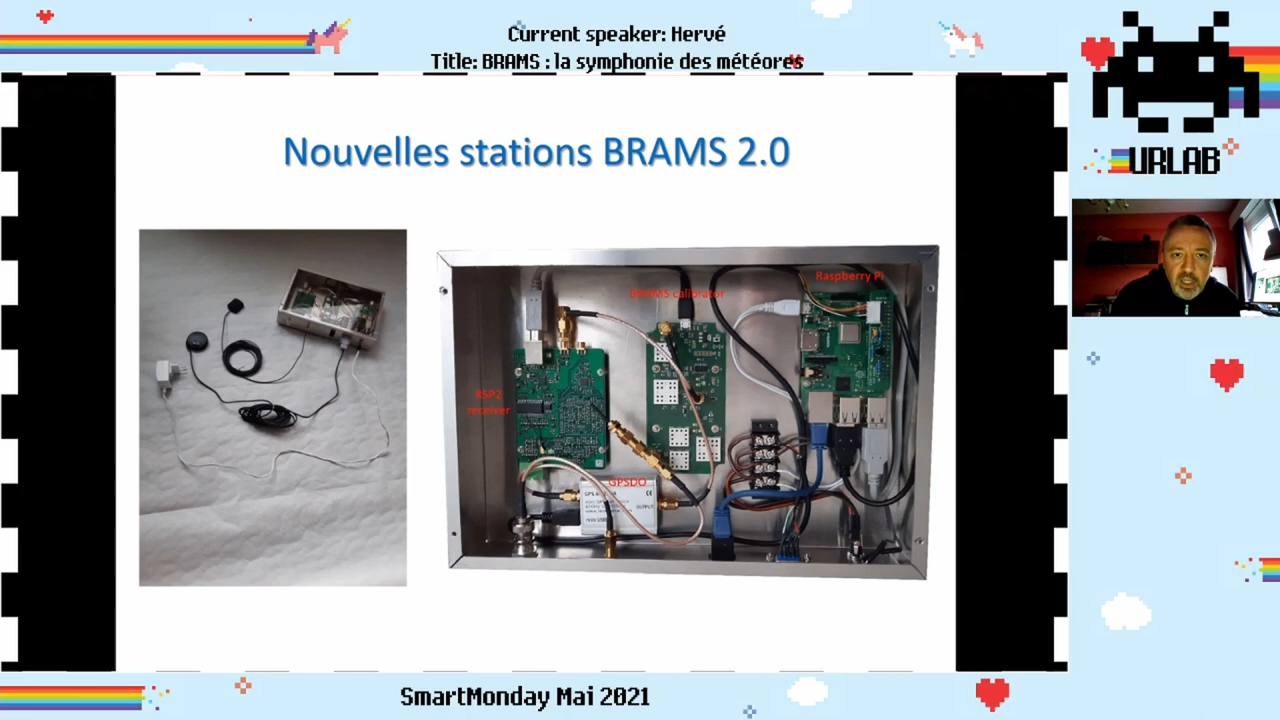 Current speaker: Hervé
Title: BRAMS : la symphonie des météores
URLAB
Nouvelles stations BRAMS 2.0
Raspberry Pi
BRAMS calibrator
RSP2
receiver
GPSDO
OUTPUT
SmartMonday Mai 2021